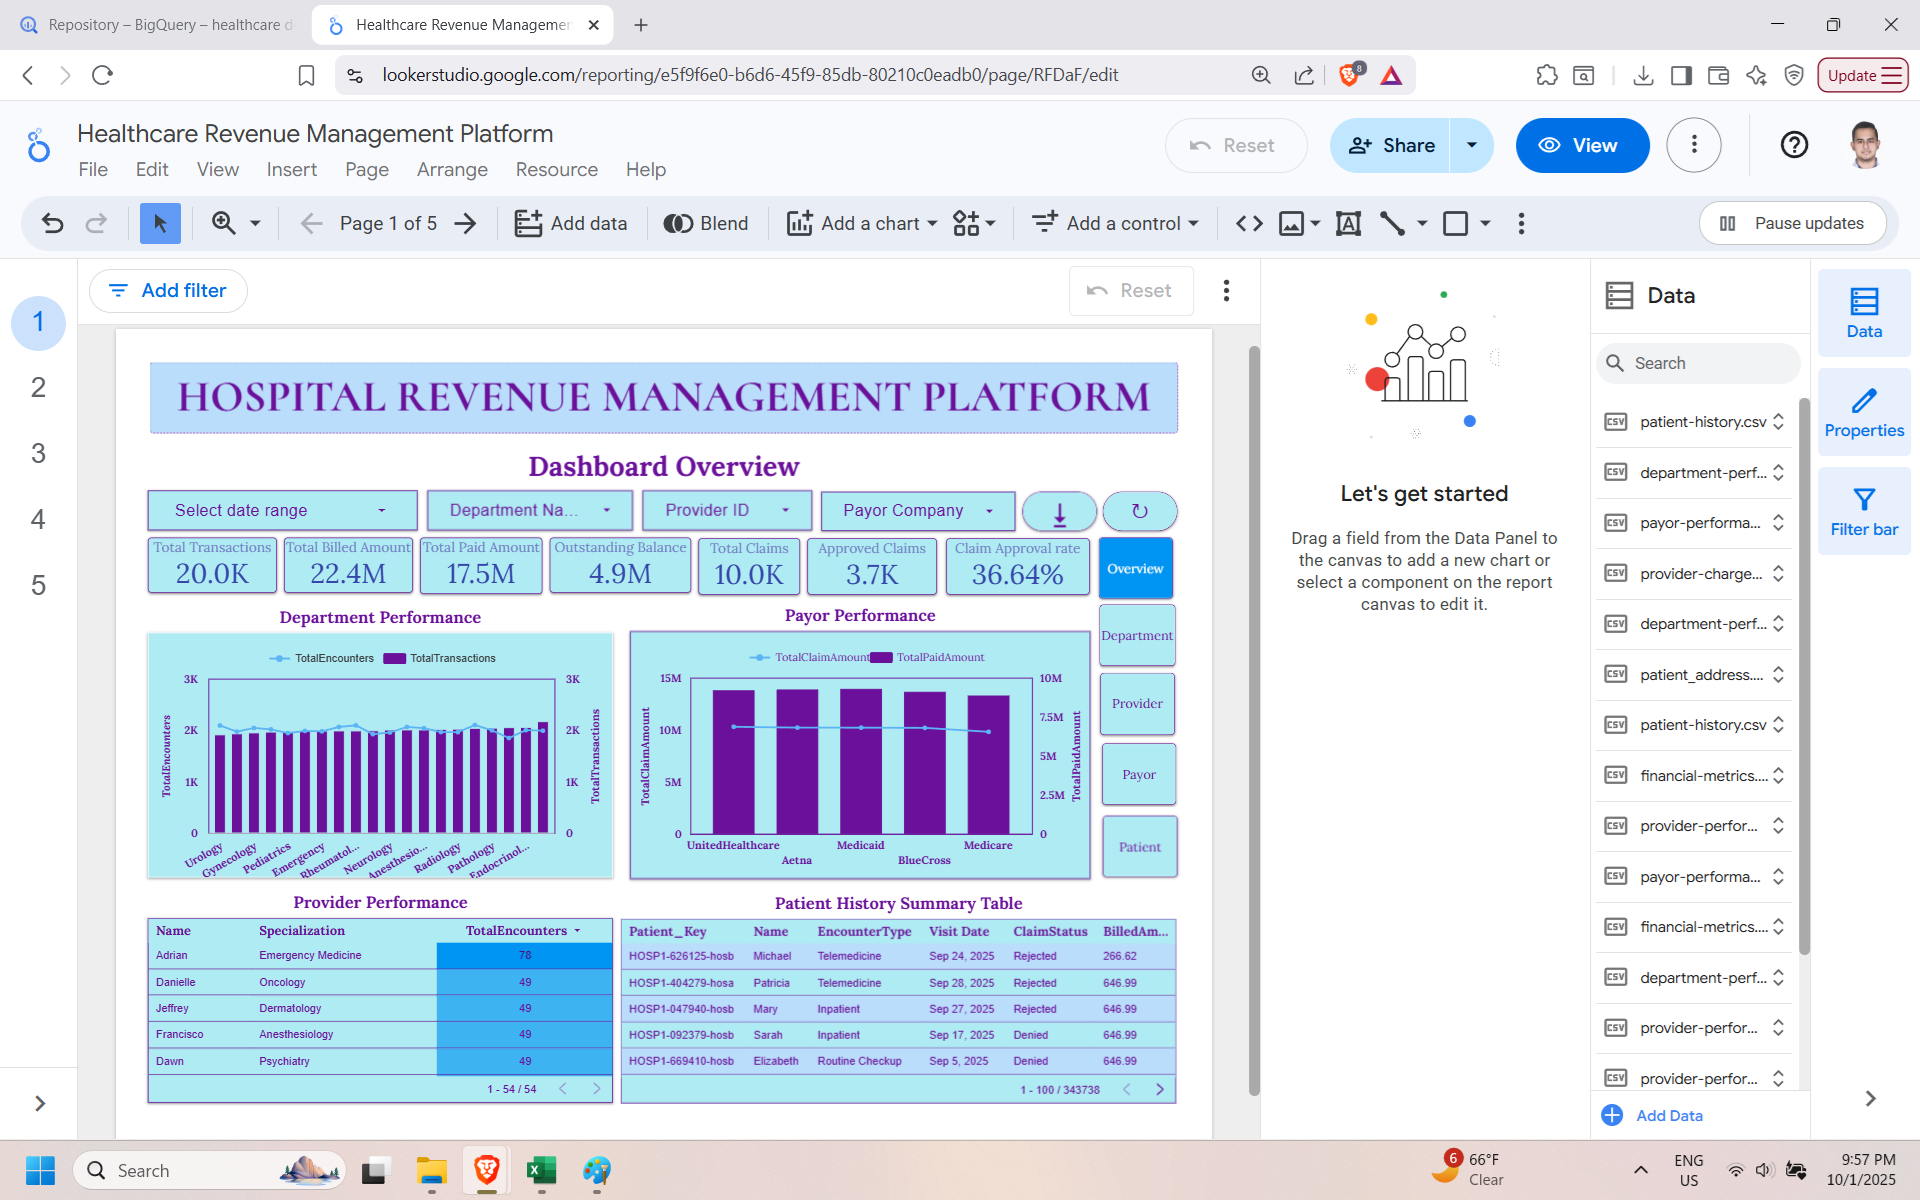 Repository – BigQuery – healthcare d
Healthcare Revenue Managemer
lookerstudio.google.com/reporting/e5f9f6e0-b6d6-45f9-85db-80210c0eadb0/page/RFDaF/edit
8
Update
Healthcare Revenue Management Platform
File Edit View Insert Page Arrange Resource Help
Reset
Share
View
Page 1 of 5
Add data
Blend
Add a chart
Add a control
Pause updates
1
2
3
4
5
Add filter
Reset
HOSPITAL REVENUE MANAGEMENT PLATFORM
Dashboard Overview
Select date range
Department Na...
Provider ID
Payor Company
Total Transactions
20.0K
Total Billed Amount
22.4M
Total Paid Amount
17.5M
Outstanding Balance
4.9M
Total Claims
10.0K
Approved Claims
3.7K
Claim Approval rate
36.64%
Overview
Department
Provider
Payor
Patient
Department Performance
TotalEncounters TotalTransactions
3K
2K
1K
0
TotalEncounters
3K
2K
1K
0
TotalTransactions
Urology
Gynecology
Pediatrics
Emergency
Rheumatol...
Neurology
Anesthesio...
Radiology
Pathology
Endocrinol...
Payor Performance
TotalClaimAmount TotalPaidAmount
15M
10M
5M
0
TotalClaimAmount
10M
7.5M
5M
2.5M
0
TotalPaidAmount
UnitedHealthcare
Aetna
Medicaid
BlueCross
Medicare
Provider Performance
Name Specialization TotalEncounters
Adrian Emergency Medicine 78
Danielle Oncology 49
Jeffrey Dermatology 49
Francisco Anesthesiology 49
Dawn Psychiatry 49
1 - 54 / 54
Patient History Summary Table
Patient_Key Name EncounterType Visit Date ClaimStatus BilledAm...
HOSP1-626125-hosb Michael Telemedicine Sep 24, 2025 Rejected 266.62
HOSP1-404279-hosa Patricia Telemedicine Sep 28, 2025 Rejected 646.99
HOSP1-047940-hosb Mary Inpatient Sep 27, 2025 Rejected 646.99
HOSP1-092379-hosb Sarah Inpatient Sep 17, 2025 Denied 646.99
HOSP1-669410-hosb Elizabeth Routine Checkup Sep 5, 2025 Denied 646.99
1 - 100 / 343738
Let's get started
Drag a field from the Data Panel to
the canvas to add a new chart or
select a component on the report
canvas to edit it.
Data
Search
patient-history.csv
department-perf...
payor-performa...
provider-charge...
department-perf...
patient_address....
patient-history.csv
financial-metrics....
provider-perfor...
payor-performa...
financial-metrics....
department-perf...
provider-perfor...
provider-perfor...
Add Data
Data
Properties
Filter bar
Search
6
66°F
Clear
ENG
US
9:57 PM
10/1/2025